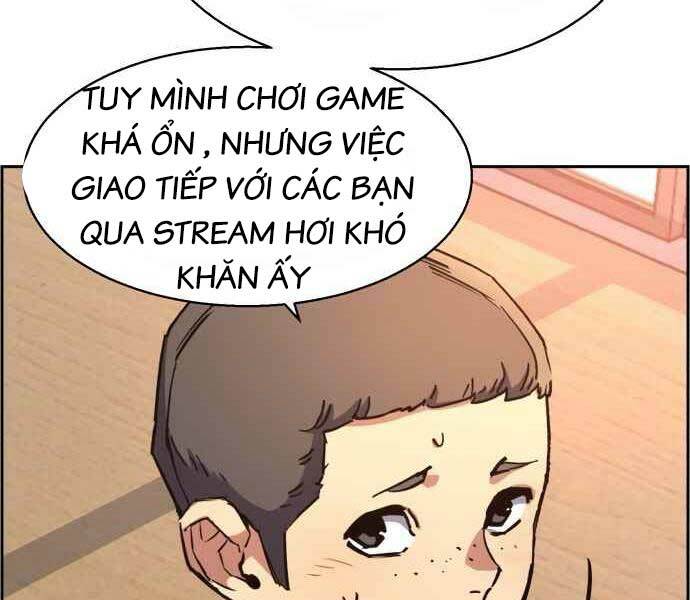 TUY MÌNH CHƠI GAME
KHÁ ỔN , NHƯNG VIỆC
GIAO TIẾP VỚI CÁC BẠN
QUA STREAM HƠI KHÓ
KHĂN ẤY